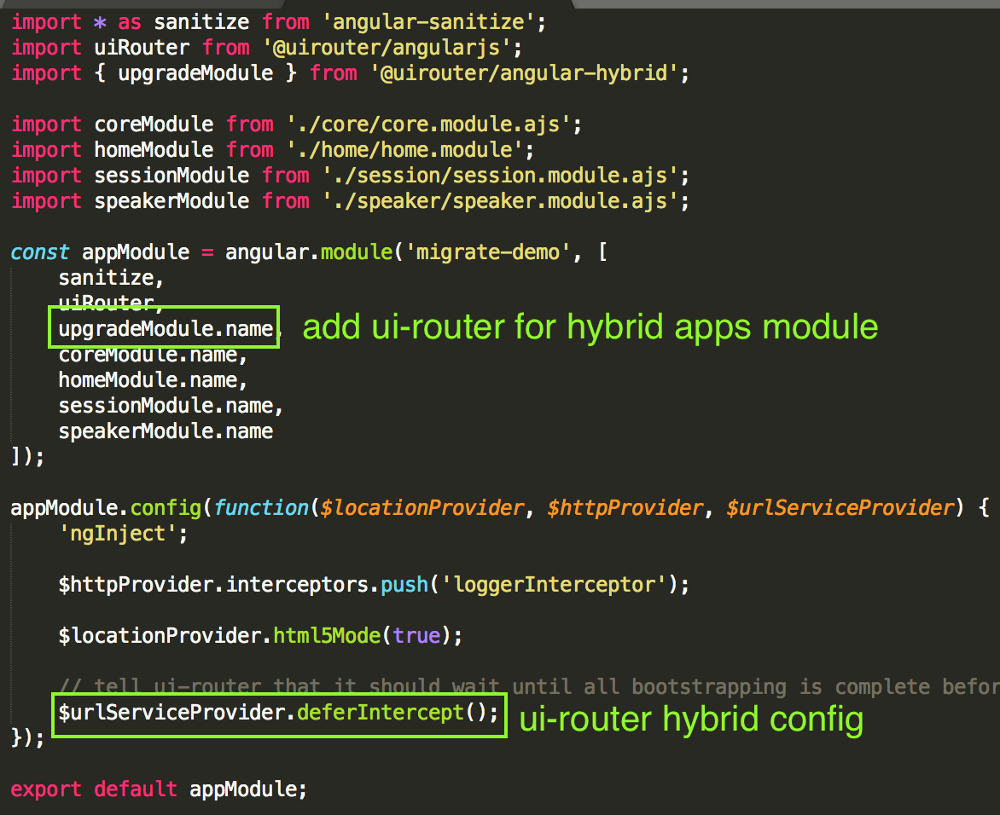 import * as sanitize from 'angular-sanitize';
import uiRouter from '@uirouter/angularjs';
import { upgradeModule } from '@uirouter/angular-hybrid';

import coreModule from './core/core.module.ajs';
import homeModule from './home/home.module';
import sessionModule from './session/session.module.ajs';
import speakerModule from './speaker/speaker.module.ajs';

const appModule = angular.module('migrate-demo', [
    sanitize,
    uiRouter,
    upgradeModule.name, add ui-router for hybrid apps module
    coreModule.name,
    homeModule.name,
    sessionModule.name,
    speakerModule.name
]);

appModule.config(function($locationProvider, $httpProvider, $urlServiceProvider) {
    'ngInject';

    $httpProvider.interceptors.push('loggerInterceptor');

    $locationProvider.html5Mode(true);

    // tell ui-router that it should wait until all bootstrapping is complete befor
    $urlServiceProvider.deferIntercept(); ui-router hybrid config
});

export default appModule;